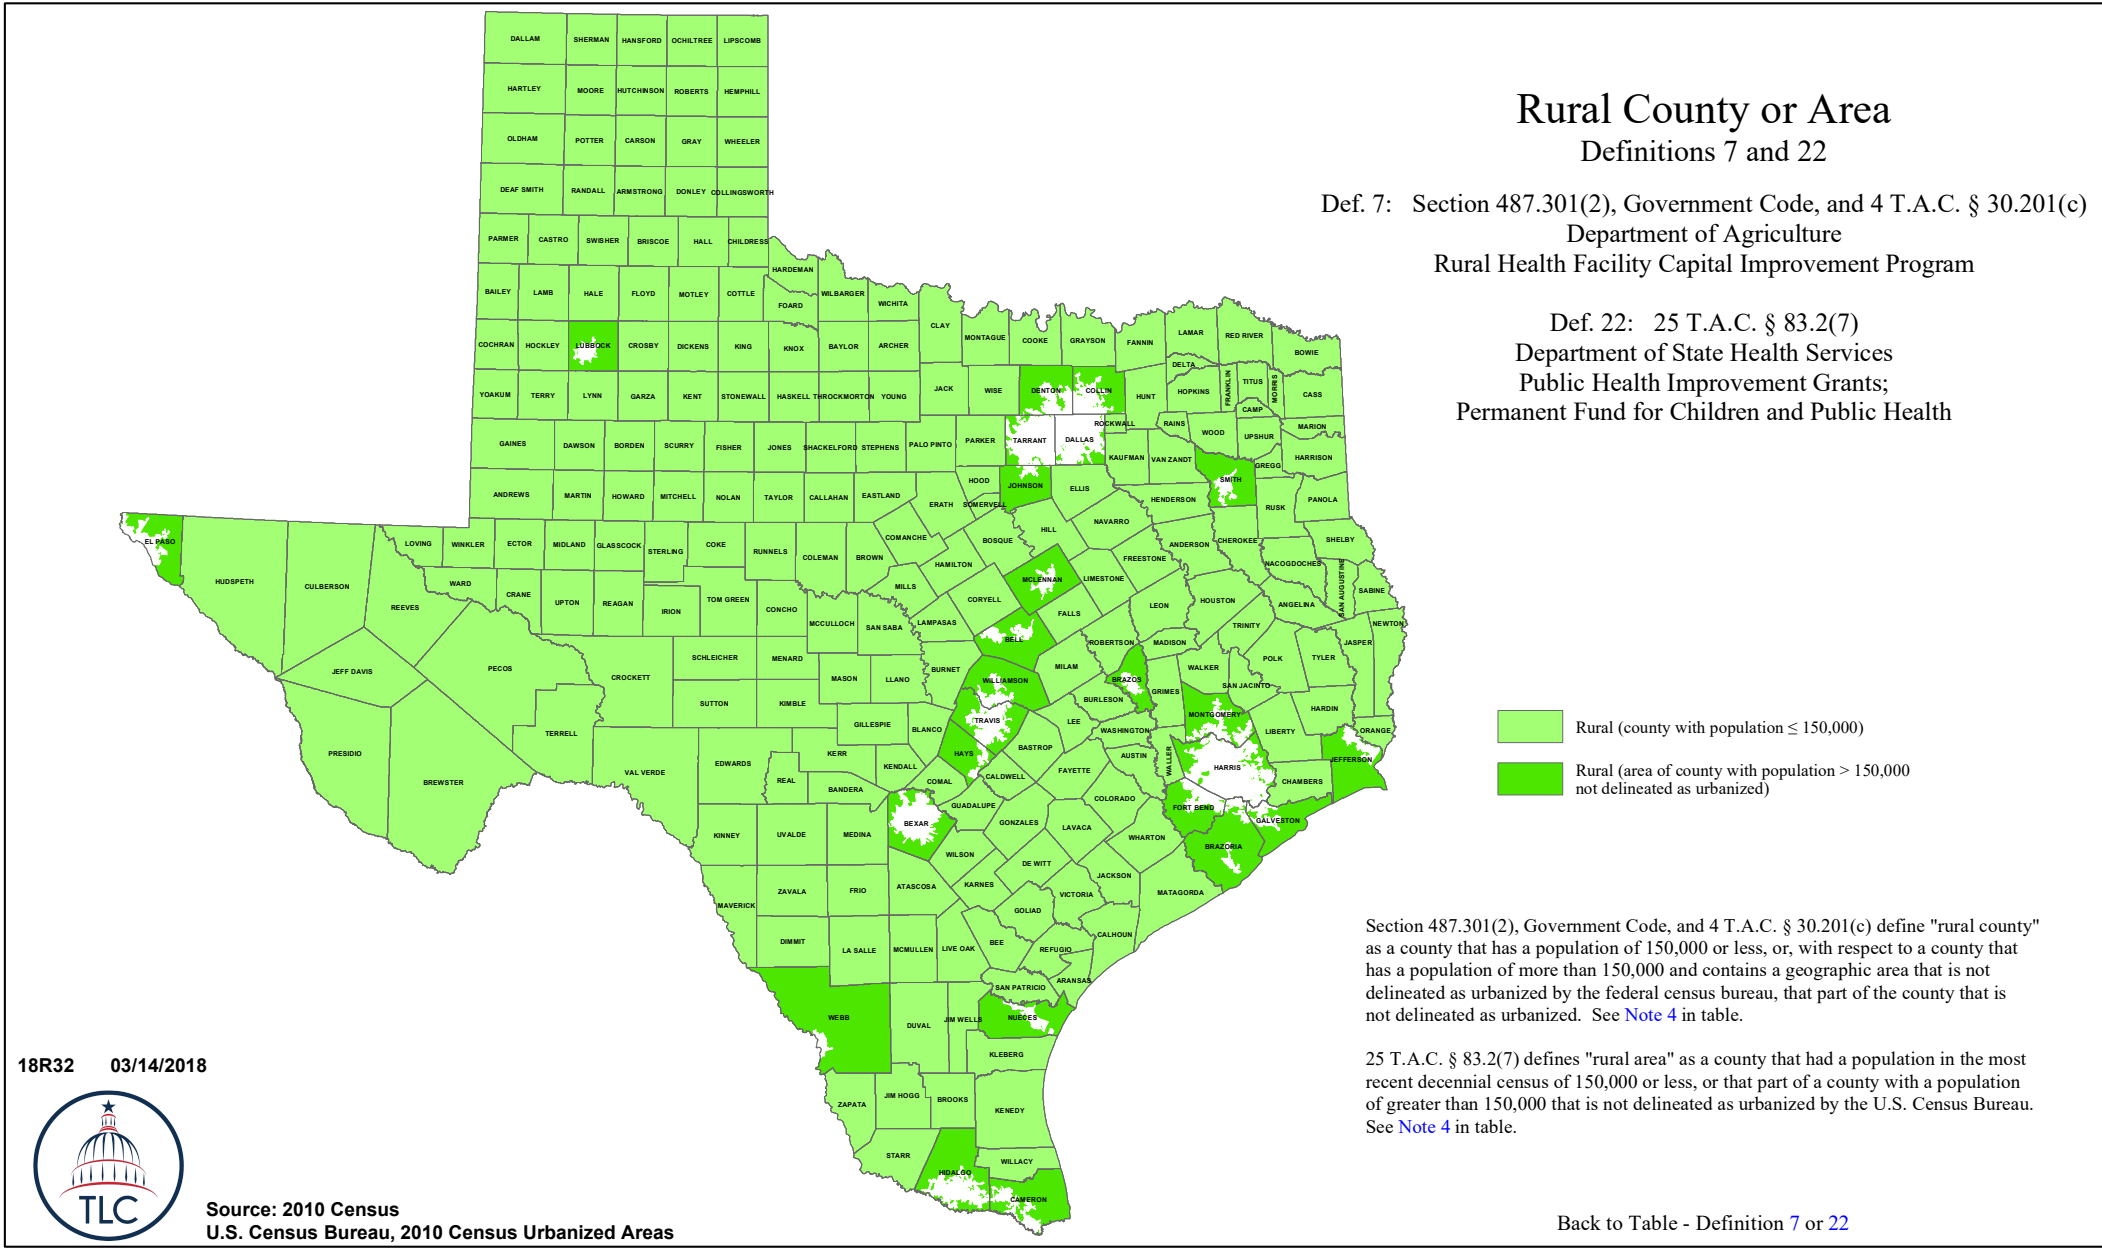 Rural County or Area
Definitions 7 and 22
Def. 7: Section 487.301(2), Government Code, and 4 T.A.C. § 30.201(c)
Department of Agriculture
Rural Health Facility Capital Improvement Program
Def. 22: 25 T.A.C. § 83.2(7)
Department of State Health Services
Public Health Improvement Grants;
Permanent Fund for Children and Public Health
DALLAM SHERMAN HANSFORD OCHILTREE LIPSCOMB
HARTLEY MOORE HUTCHINSON ROBERTS HEMPHILL
OLDHAM POTTER CARSON GRAY WHEELER
DEAF SMITH RANDALL ARMSTRONG DONLEY COLLINGSWORTH
PARMER CASTRO SWISHER BRISCOE HALL CHILDRESS
HARDEMAN
BAILEY LAMB HALE FLOYD MOTLEY COTTLE FOARD WILBARGER WICHITA
CLAY MONTAGUE COOKE GRAYSON FANNIN LAMAR RED RIVER BOWIE
COCHRAN HOCKLEY LUBBOCK CROSBY DICKENS KING KNOX BAYLOR ARCHER
DELTA FRANKLIN TITUS MORRIS CASS
YOAKUM TERRY LYNN GARZA KENT STONEWALL HASKELL THROCKMORTON YOUNG JACK WISE DENTON COLLIN HUNT HOPKINS
CAMP MARION
GAINES DAWSON BORDEN SCURRY FISHER JONES SHACKELFORD STEPHENS PALO PINTO PARKER TARRANT DALLAS ROCKWALL RAINS WOOD UPSHUR
KAUFMAN VAN ZANDT GREGG HARRISON
ANDREWS MARTIN HOWARD MITCHELL NOLAN TAYLOR CALLAHAN EASTLAND ERATH HOOD SOMERVELL JOHNSON ELLIS HENDERSON SMITH RUSK PANOLA
EL PASO HUDSPETH CULBERSON REEVES LOVING WINKLER ECTOR MIDLAND GLASSCOCK STERLING COKE RUNNELS COLEMAN BROWN COMANCHE BOSQUE HILL NAVARRO ANDERSON CHEROKEE SHELBY
WARD CRANE UPTON REAGAN IRION TOM GREEN CONCHO MILLS HAMILTON MCLENNAN LIMESTONE FREESTONE NACOGDOCHES SAN AUGUSTINE SABINE
MCCULLOCH SAN SABA LAMPASAS CORYELL FALLS LEON HOUSTON ANGELINA NEWTON
JEFF DAVIS PECOS CROCKETT SCHLEICHER MENARD MASON LLANO BURNET BELL MILAM ROBERTSON MADISON TRINITY POLK TYLER JASPER
SUTTON KIMBLE WILLIAMSON BRAZOS WALKER SAN JACINTO
BURLESON GRIMES MONTGOMERY HARDIN
PRESIDIO BREWSTER TERRELL VAL VERDE EDWARDS GILLESPIE BLANCO TRAVIS LEE WASHINGTON LIBERTY ORANGE
REAL KERR KENDALL HAYS BASTROP AUSTIN WALLER HARRIS JEFFERSON
BANDERA COMAL CALDWELL FAYETTE CHAMBERS
KINNEY UVALDE MEDINA BEXAR GUADALUPE GONZALES COLORADO FORT BEND GALVESTON
WILSON LAVACA WHARTON BRAZORIA
MAVERICK ZAVALA FRIO ATASCOSA KARNES DE WITT JACKSON MATAGORDA
GOLIAD VICTORIA
DIMMIT LA SALLE MCMULLEN LIVE OAK BEE REFUGIO CALHOUN
SAN PATRICIO ARANSAS
WEBB DUVAL JIM WELLS NUECES
KLEBERG
ZAPATA JIM HOGG BROOKS KENEDY
STARR HIDALGO WILLACY
CAMERON
Rural (county with population ≤ 150,000)
Rural (area of county with population > 150,000
not delineated as urbanized)
Section 487.301(2), Government Code, and 4 T.A.C. § 30.201(c) define "rural county"
as a county that has a population of 150,000 or less, or, with respect to a county that
has a population of more than 150,000 and contains a geographic area that is not
delineated as urbanized by the federal census bureau, that part of the county that is
not delineated as urbanized. See Note 4 in table.
25 T.A.C. § 83.2(7) defines "rural area" as a county that had a population in the most
recent decennial census of 150,000 or less, or that part of a county with a population
of greater than 150,000 that is not delineated as urbanized by the U.S. Census Bureau.
See Note 4 in table.
18R32 03/14/2018
TLC
Source: 2010 Census
U.S. Census Bureau, 2010 Census Urbanized Areas
Back to Table - Definition 7 or 22